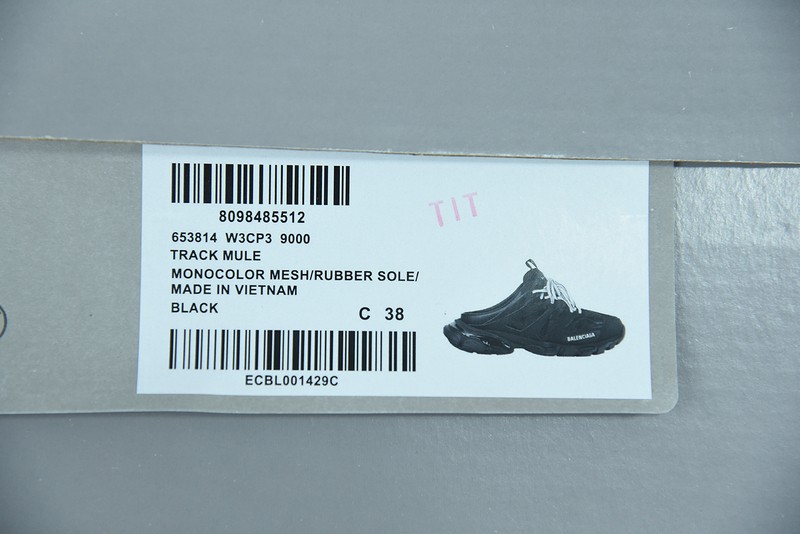 8098485512
TIT
653814 W3CP3 9000
TRACK MULE
MONOCOLOR MESH/RUBBER SOLE/
MADE IN VIETNAM
BLACK
C 38
BALENCIAGA
ECBL001429C